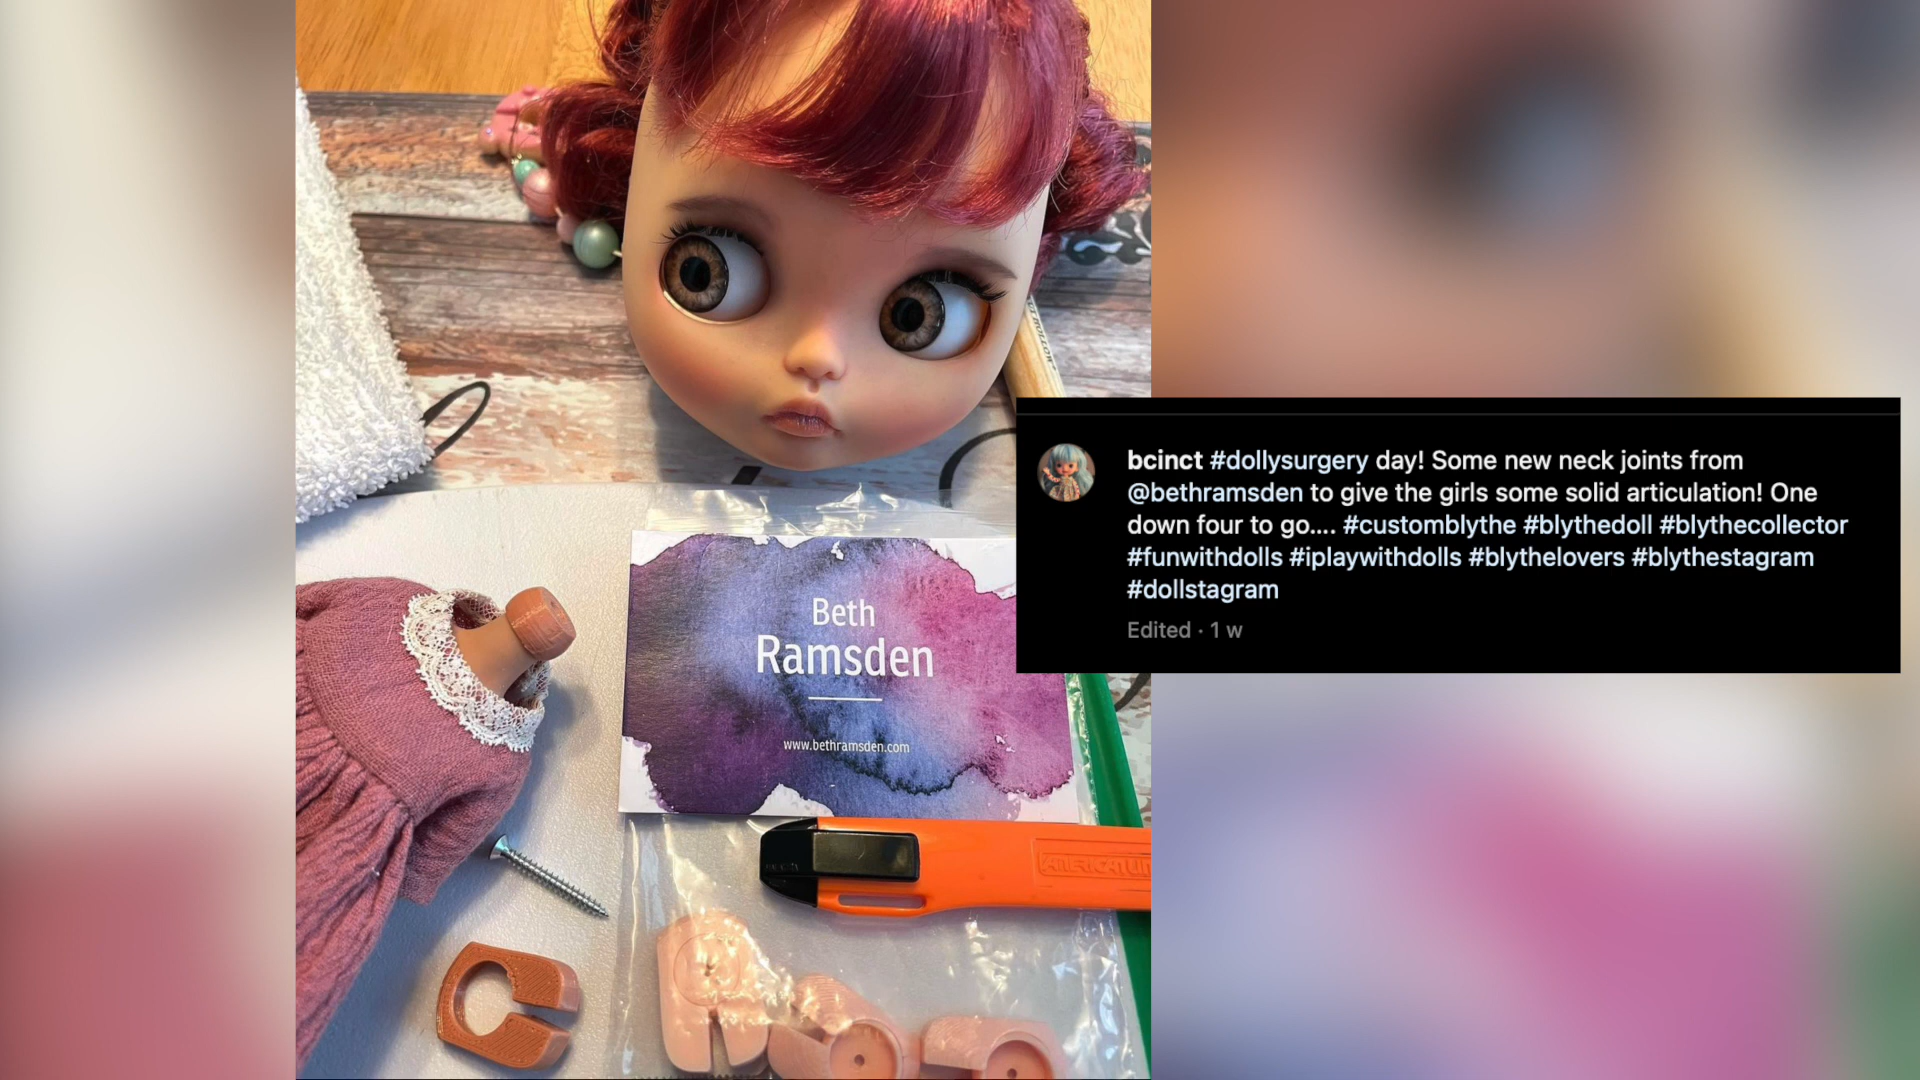 Beth
Ramsden
www.bethramsden.com
bcinct #dollysurgery day! Some new neck joints from
@bethramsden to give the girls some solid articulation! One
down four to go.... #customblythe #blythedoll #blythecollector
#funwithdolls #iplaywithdolls #blythelovers #blythestagram
#dollstagram
Edited · 1 w